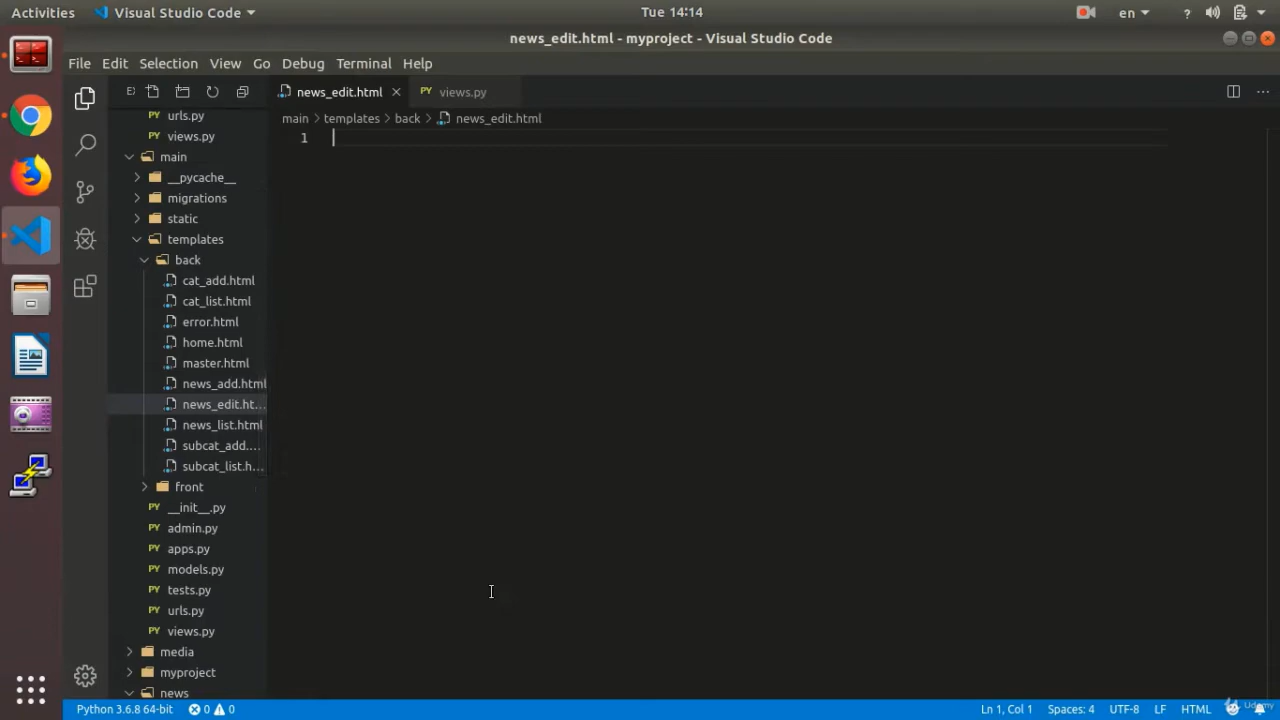 Activities
Visual Studio Code
Tue 14:14
en
?
news_edit.html - myproject - Visual Studio Code
File Edit Selection View Go Debug Terminal Help
news_edit.html
views.py
main > templates > back > news_edit.html
1
urls.py
views.py
main
__pycache__
migrations
static
templates
back
cat_add.html
cat_list.html
error.html
home.html
master.html
news_add.html
news_edit.ht...
news_list.html
subcat_add....
subcat_list.h...
front
__init__.py
admin.py
apps.py
models.py
tests.py
urls.py
views.py
media
myproject
news
Python 3.6.8 64-bit
0
0
Ln 1, Col 1
Spaces: 4
UTF-8
LF
HTML
Udemy